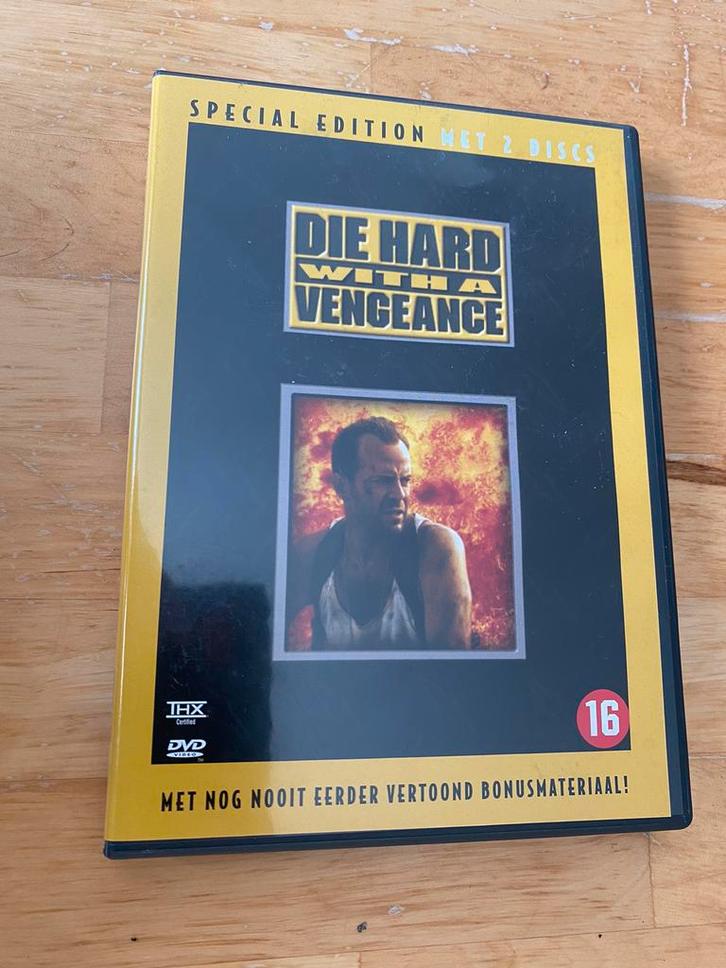 SPECIAL EDITION MET 2 DISCS
DIE HARD
WITH A
VENGEANCE
THX
Certified
16
DVD
VIDEO
TM
MET NOG NOOIT EERDER VERTOOND BONUSMATERIAAL!